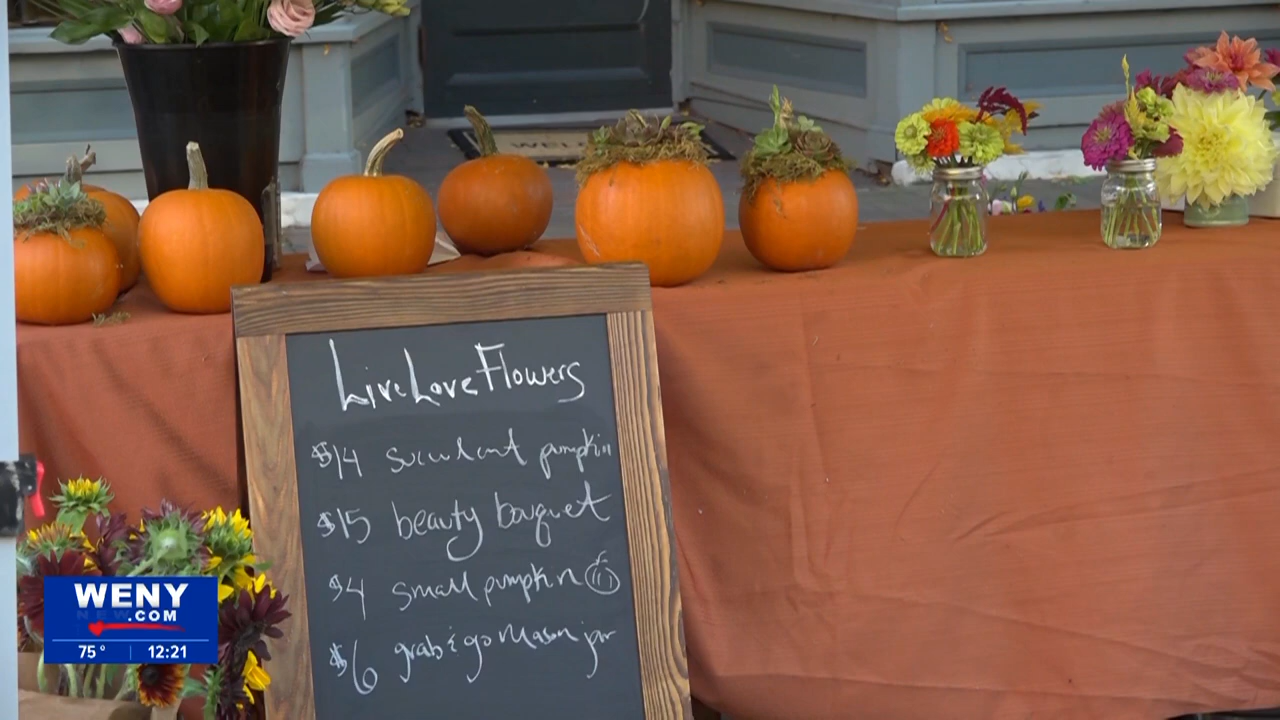 WEL
LiveLoveFlowers
$14 succulent pumpkin
$15 beauty bouquet
$4 small pumpkin
$6 grab & go Mason jar
WENY
NEWS
.COM
75° 12:21